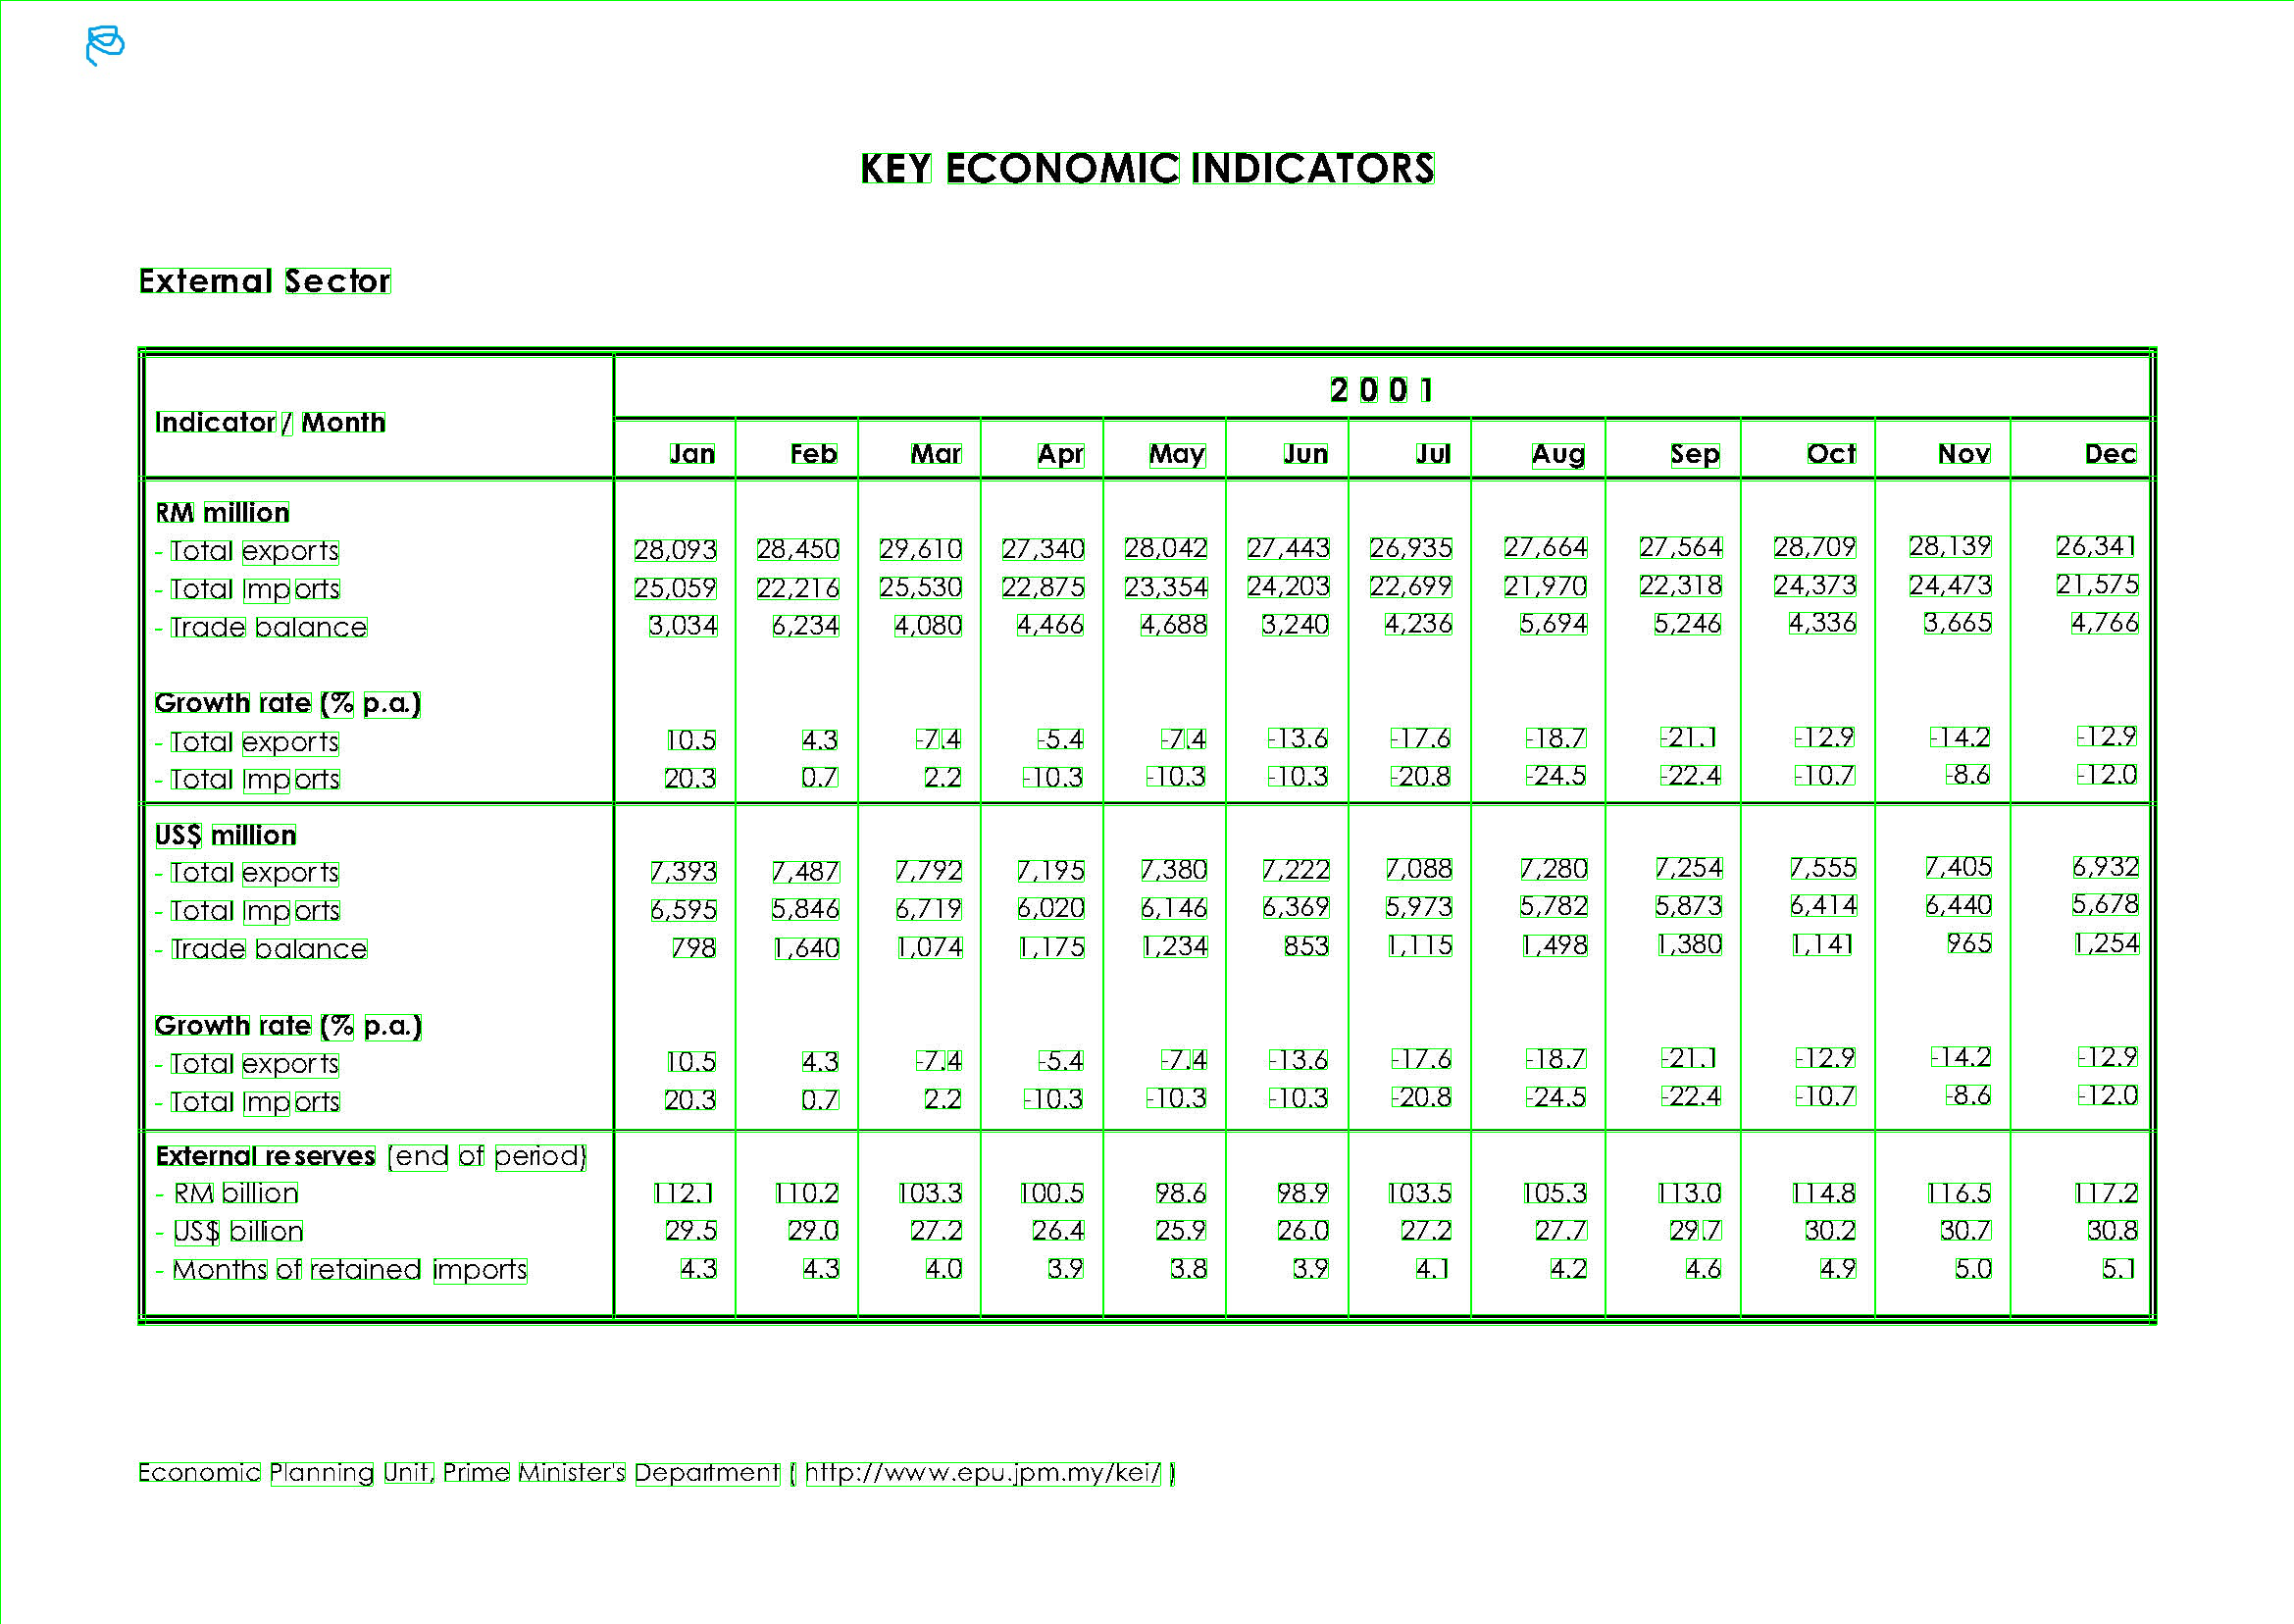 KEY ECONOMIC INDICATORS
External Sector
2 0 0 1
Indicator / Month
Jan Feb Mar Apr May Jun Jul Aug Sep Oct Nov Dec
RM million
- Total exports 28,093 28,450 29,610 27,340 28,042 27,443 26,935 27,664 27,564 28,709 28,139 26,341
- Total Imports 25,059 22,216 25,530 22,875 23,354 24,203 22,699 21,970 22,318 24,373 24,473 21,575
- Trade balance 3,034 6,234 4,080 4,466 4,688 3,240 4,236 5,694 5,246 4,336 3,665 4,766
Growth rate (% p.a.)
- Total exports 10.5 4.3 -7.4 -5.4 -7.4 -13.6 -17.6 -18.7 -21.1 -12.9 -14.2 -12.9
- Total Imports 20.3 0.7 2.2 -10.3 -10.3 -10.3 -20.8 -24.5 -22.4 -10.7 -8.6 -12.0
US$ million
- Total exports 7,393 7,487 7,792 7,195 7,380 7,222 7,088 7,280 7,254 7,555 7,405 6,932
- Total Imports 6,595 5,846 6,719 6,020 6,146 6,369 5,973 5,782 5,873 6,414 6,440 5,678
- Trade balance 798 1,640 1,074 1,175 1,234 853 1,115 1,498 1,380 1,141 965 1,254
Growth rate (% p.a.)
- Total exports 10.5 4.3 -7.4 -5.4 -7.4 -13.6 -17.6 -18.7 -21.1 -12.9 -14.2 -12.9
- Total Imports 20.3 0.7 2.2 -10.3 -10.3 -10.3 -20.8 -24.5 -22.4 -10.7 -8.6 -12.0
External reserves (end of period)
- RM billion 112.1 110.2 103.3 100.5 98.6 98.9 103.5 105.3 113.0 114.8 116.5 117.2
- US$ billion 29.5 29.0 27.2 26.4 25.9 26.0 27.2 27.7 29.7 30.2 30.7 30.8
- Months of retained imports 4.3 4.3 4.0 3.9 3.8 3.9 4.1 4.2 4.6 4.9 5.0 5.1
Economic Planning Unit, Prime Minister's Department ( http://www.epu.jpm.my/kei/ )